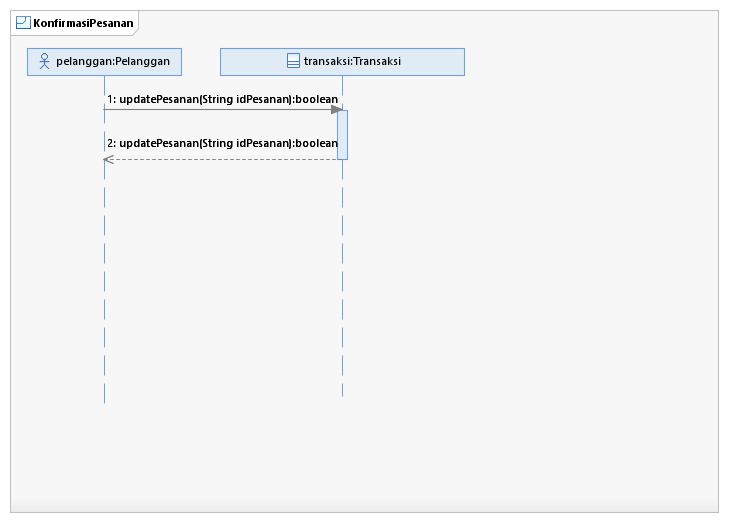 KonfirmasiPesanan
pelanggan:Pelanggan
transaksi:Transaksi
1: updatePesanan(String idPesanan):boolean
2: updatePesanan(String idPesanan):boolean